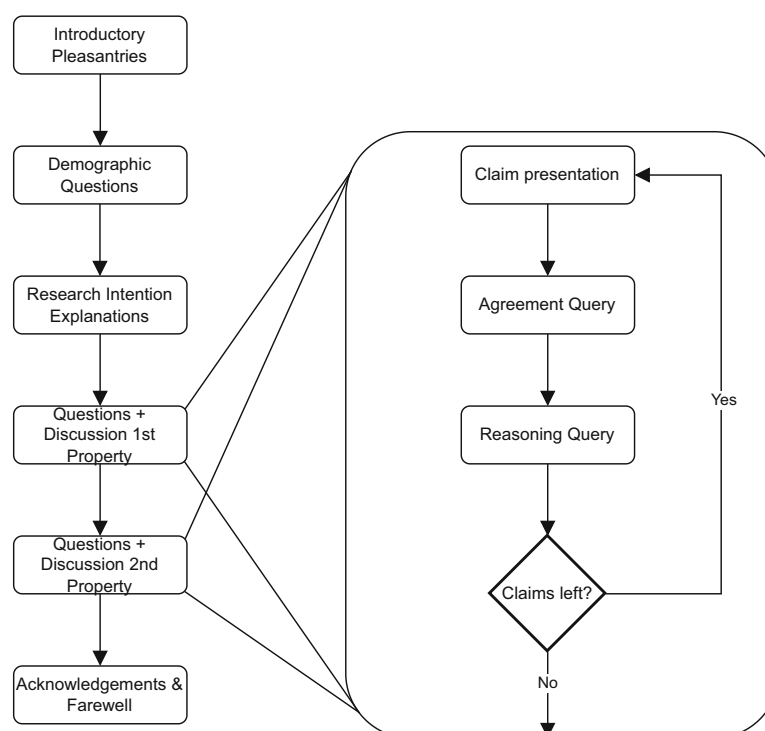 Introductory
Pleasantries
Demographic
Questions
Research Intention
Explanations
Questions +
Discussion 1st
Property
Questions +
Discussion 2nd
Property
Acknowledgements &
Farewell
Claim presentation
Agreement Query
Reasoning Query
Claims left?
Yes
No